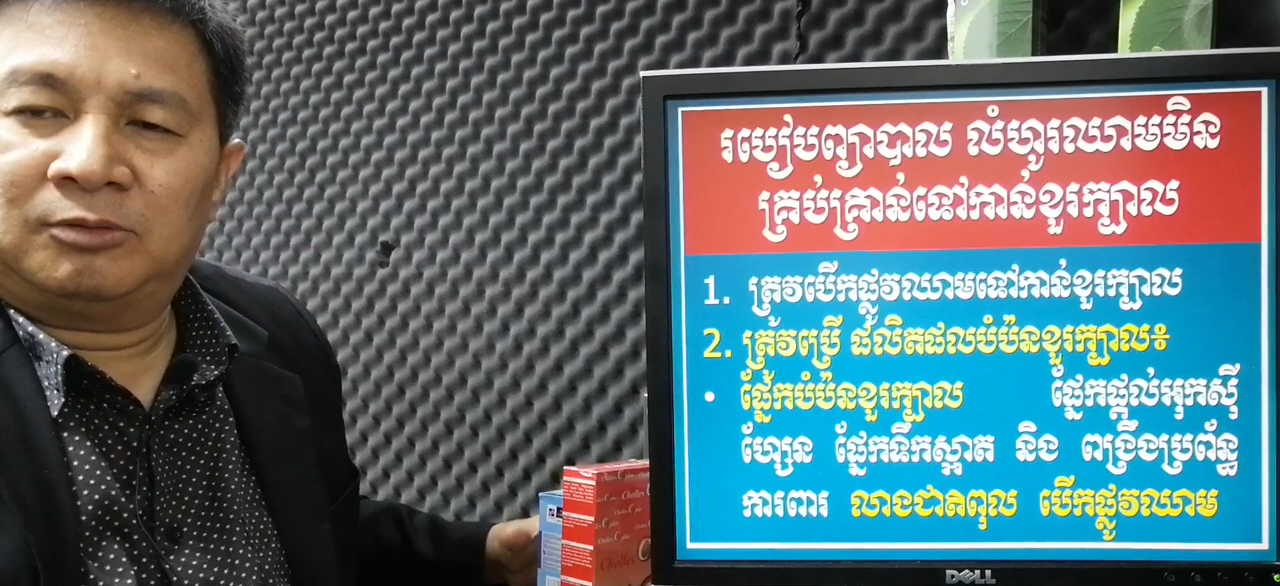 របៀបព្យាបាល លំហូរឈាមមិន
គ្រប់គ្រាន់ទៅកាន់ខួរក្បាល
1. ត្រូវបើកផ្លូវឈាមទៅកាន់ខួរក្បាល
2. ត្រូវប្រើ ផលិតផលបំប៉នខួរក្បាល៖
• ផ្នែកបំប៉នខួរក្បាល ផ្នែកផ្តល់អុកស៊ី
ហ្សែន ផ្នែកទឹកស្អាត និង ពង្រឹងប្រព័ន្ធ
ការពារ លាងជាតិពុល បើកផ្លូវឈាម
DELL
Cholles C